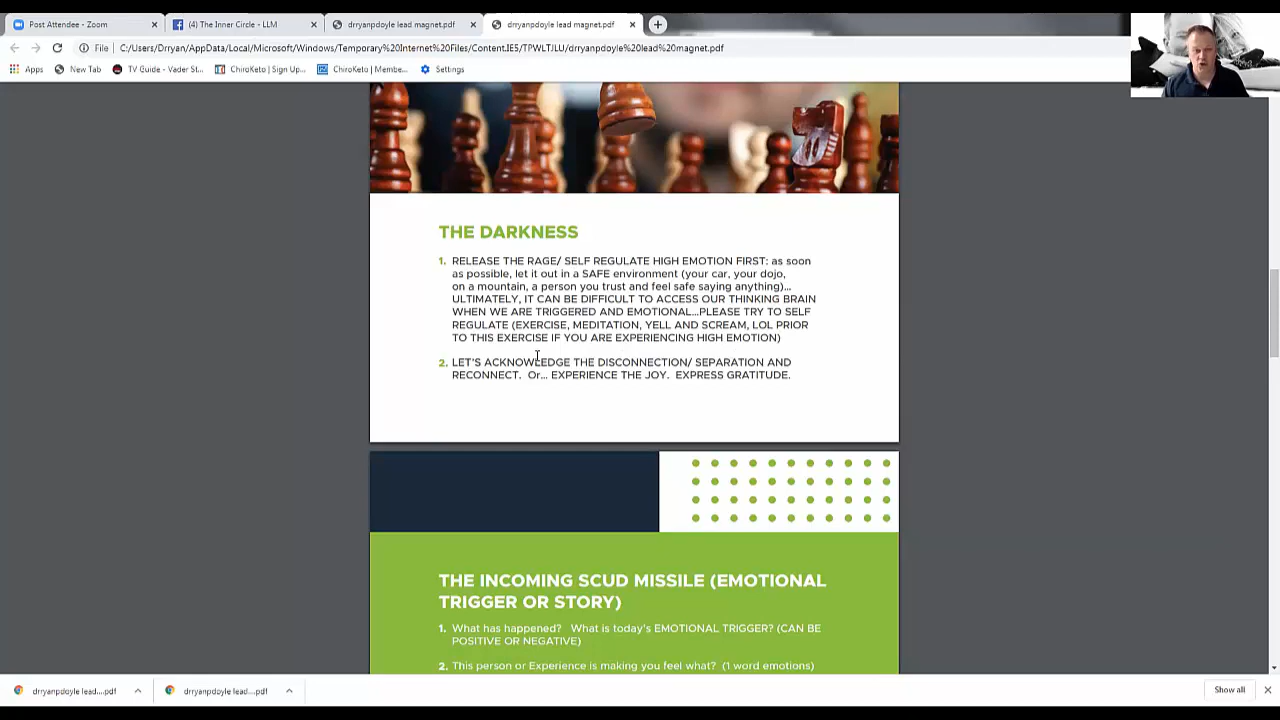 Post Attendee - Zoom
(4) The Inner Circle - LLM
drryanpdoyle lead magnet.pdf
drryanpdoyle lead magnet.pdf
File
C:/Users/Drryan/AppData/Local/Microsoft/Windows/Temporary%20Internet%20Files/Content.IE5/TPWLTJLU/drryanpdoyle%20lead%20magnet.pdf
Apps
New Tab
TV Guide - Vader St...
ChiroKeto | Sign Up...
ChiroKeto | Membe...
Settings
THE DARKNESS
1. RELEASE THE RAGE/ SELF REGULATE HIGH EMOTION FIRST: as soon
as possible, let it out in a SAFE environment (your car, your dojo,
on a mountain, a person you trust and feel safe saying anything)...
ULTIMATELY, IT CAN BE DIFFICULT TO ACCESS OUR THINKING BRAIN
WHEN WE ARE TRIGGERED AND EMOTIONAL...PLEASE TRY TO SELF
REGULATE (EXERCISE, MEDITATION, YELL AND SCREAM, LOL PRIOR
TO THIS EXERCISE IF YOU ARE EXPERIENCING HIGH EMOTION)
2. LET'S ACKNOWLEDGE THE DISCONNECTION/ SEPARATION AND
RECONNECT. Or... EXPERIENCE THE JOY. EXPRESS GRATITUDE.
THE INCOMING SCUD MISSILE (EMOTIONAL
TRIGGER OR STORY)
1. What has happened? What is today's EMOTIONAL TRIGGER? (CAN BE
POSITIVE OR NEGATIVE)
2. This person or Experience is making you feel what? (1 word emotions)
drryanpdoyle lead....pdf
drryanpdoyle lead....pdf
Show all